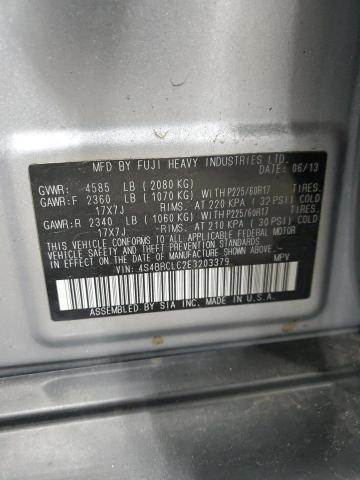 MFD BY FUJI HEAVY INDUSTRIES LTD.
DATE: 06/13
GVWR: 4585 LB (2080 KG)
GAWR:F 2360 LB (1070 KG) WITH P225/60R17 TIRES.
17X7J -RIMS. AT 220 KPA ( 32 PSI) COLD
GAWR:R 2340 LB (1060 KG) WITH P225/60R17 TIRES.
17X7J -RIMS. AT 210 KPA ( 30 PSI) COLD
THIS VEHICLE CONFORMS TO ALL APPLICABLE FEDERAL MOTOR
VEHICLE SAFETY STANDARDS IN EFFECT ON THE DATE OF MANUFACTURE SHOWN ABOVE.
VIN: 4S4BRCLC2E3203379 MPV
ASSEMBLED BY SIA INC. MADE IN U.S.A.